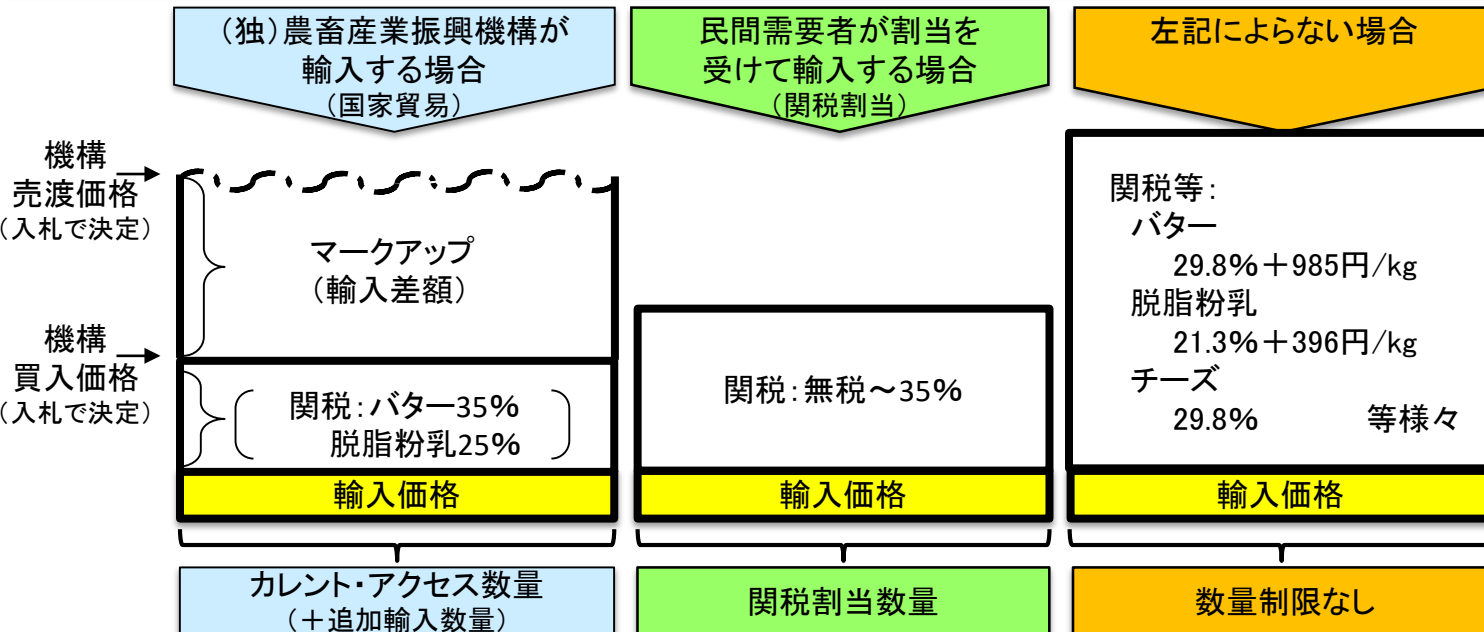 (独)農畜産業振興機構が
輸入する場合
(国家貿易)
民間需要者が割当を
受けて輸入する場合
(関税割当)
左記によらない場合
機構
売渡価格
(入札で決定)
マークアップ
(輸入差額)
機構
買入価格
(入札で決定)
関税:バター35%
脱脂粉乳25%
輸入価格
関税:無税~35%
輸入価格
関税等:
バター
29.8%+985円/kg
脱脂粉乳
21.3%+396円/kg
チーズ
29.8% 等様々
輸入価格
カレント・アクセス数量
(+追加輸入数量)
関税割当数量
数量制限なし